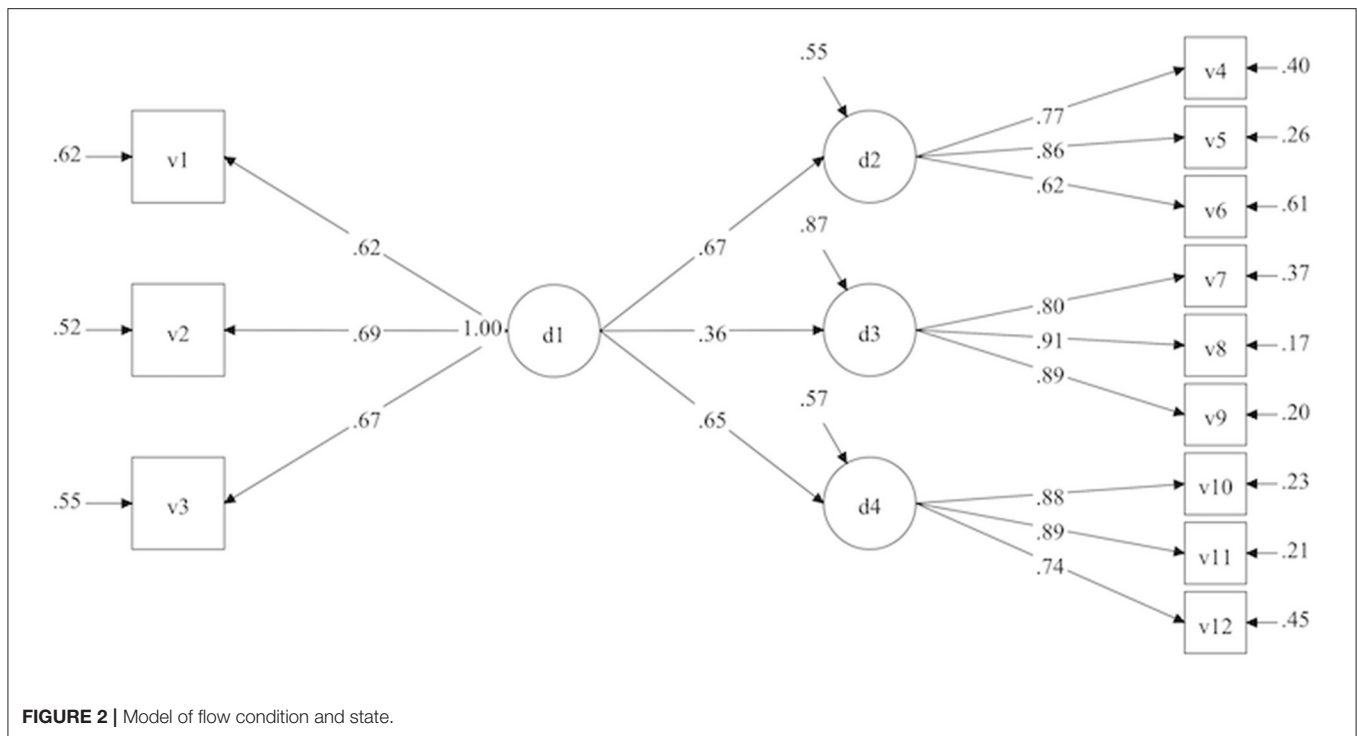 .55
.40
v4
.77
.62
v1
d2
.86
v5
.26
.62
v6
.61
.62
.67
.87
v7
.37
.80
.52
v2
.69
1.00
d1
.36
d3
.91
v8
.17
.89
v9
.20
.67
.65
.57
.55
v3
d4
.88
v10
.23
.89
v11
.21
.74
v12
.45
FIGURE 2 | Model of flow condition and state.